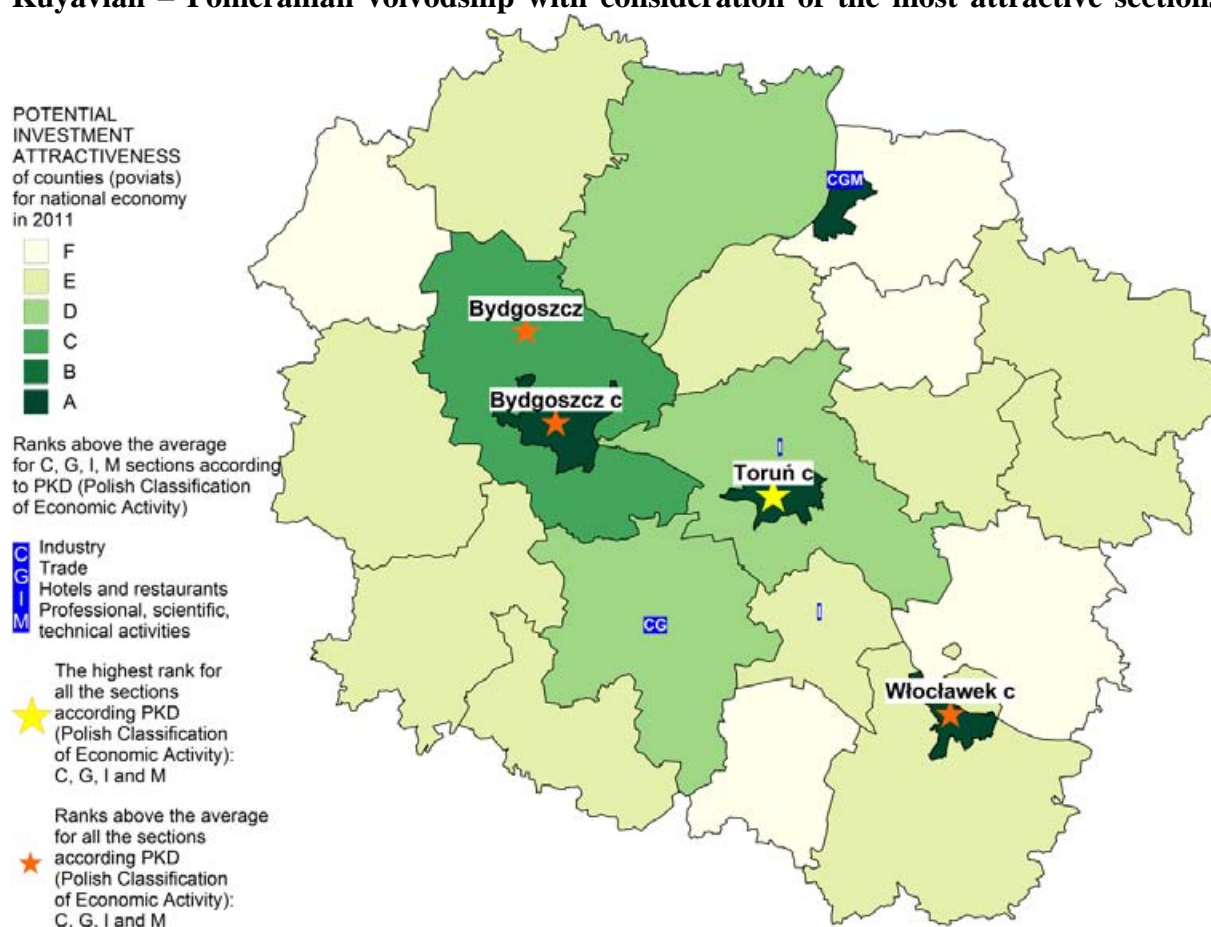 Kuyavian – Pomeranian voivodship with consideration of the most attractive sections
POTENTIAL
INVESTMENT
ATTRACTIVENESS
of counties (poviats)
for national economy
in 2011
F
E
D
C
B
A
Ranks above the average
for C, G, I, M sections according
to PKD (Polish Classification
of Economic Activity)
C Industry
G Trade
I Hotels and restaurants
M Professional, scientific,
technical activities
The highest rank for
all the sections
according PKD
(Polish Classification
of Economic Activity):
C, G, I and M
Ranks above the average
for all the sections
according PKD
(Polish Classification
of Economic Activity):
C, G, I and M
CGM
Bydgoszcz
Bydgoszcz c
I
Toruń c
CG
I
Włocławek c